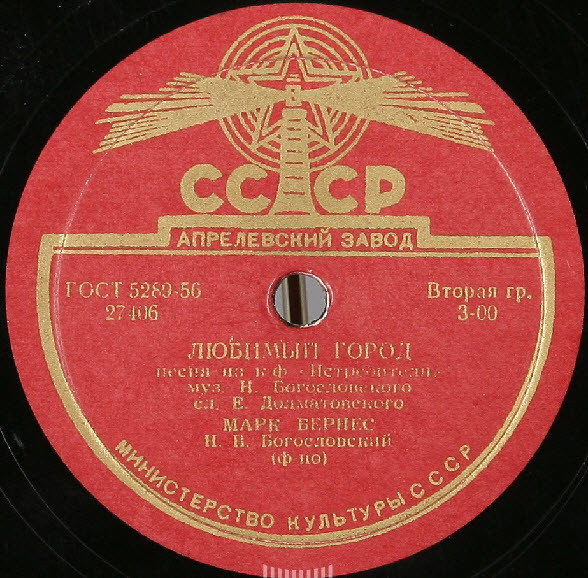 СССР
АПРЕЛЕВСКИЙ ЗАВОД
ГОСТ 5289-56
27406
Вторая гр.
3-00
ЛЮБИМЫЙ ГОРОД
песня из к/ф «Истребители»
муз. Н. Богословского
сл. Е. Долматовского
МАРК БЕРНЕС
Н. В. Богословский
(ф-по)
МИНИСТЕРСТВО КУЛЬТУРЫ СССР